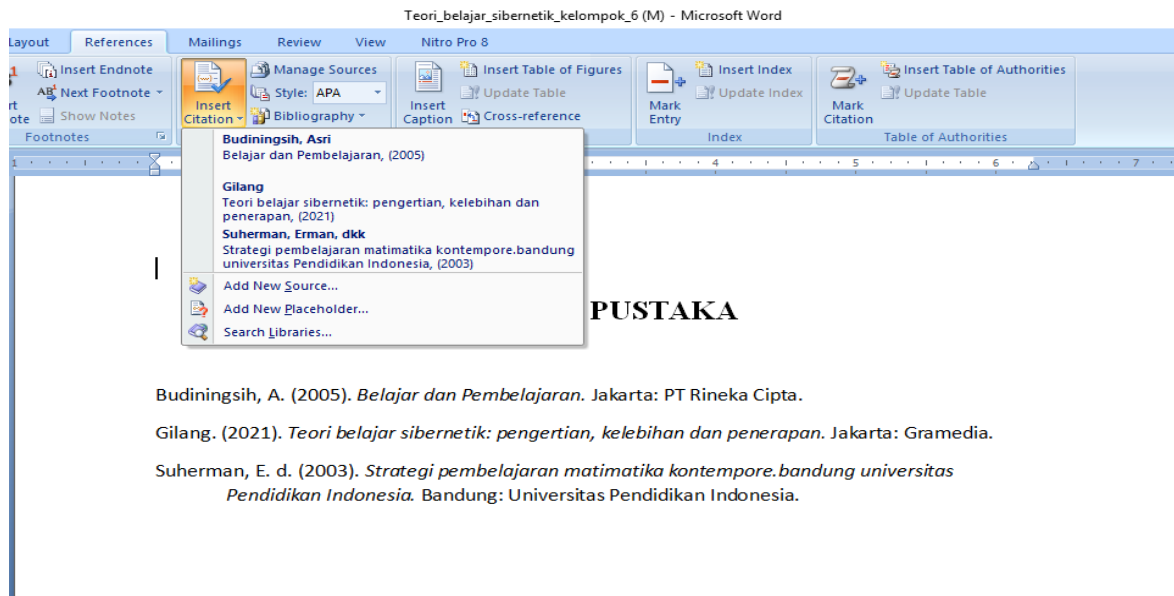 Teori_belajar_sibernetik_kelompok_6 (M) - Microsoft Word
Layout References Mailings Review View Nitro Pro 8
Insert Endnote
Next Footnote
Show Notes
Footnotes
Insert
Citation
Manage Sources
Style: APA
Bibliography
Insert
Caption
Insert Table of Figures
Update Table
Cross-reference
Mark
Entry
Insert Index
Update Index
Index
Mark
Citation
Insert Table of Authorities
Update Table
Table of Authorities
Budiningsih, Asri
Belajar dan Pembelajaran, (2005)
Gilang
Teori belajar sibernetik: pengertian, kelebihan dan
penerapan, (2021)
Suherman, Erman, dkk
Strategi pembelajaran matimatika kontempore.bandung
universitas Pendidikan Indonesia, (2003)
Add New Source...
Add New Placeholder...
Search Libraries...
1 4 5 6 7
PUSTAKA
Budiningsih, A. (2005). Belajar dan Pembelajaran. Jakarta: PT Rineka Cipta.
Gilang. (2021). Teori belajar sibernetik: pengertian, kelebihan dan penerapan. Jakarta: Gramedia.
Suherman, E. d. (2003). Strategi pembelajaran matimatika kontempore.bandung universitas
Pendidikan Indonesia. Bandung: Universitas Pendidikan Indonesia.